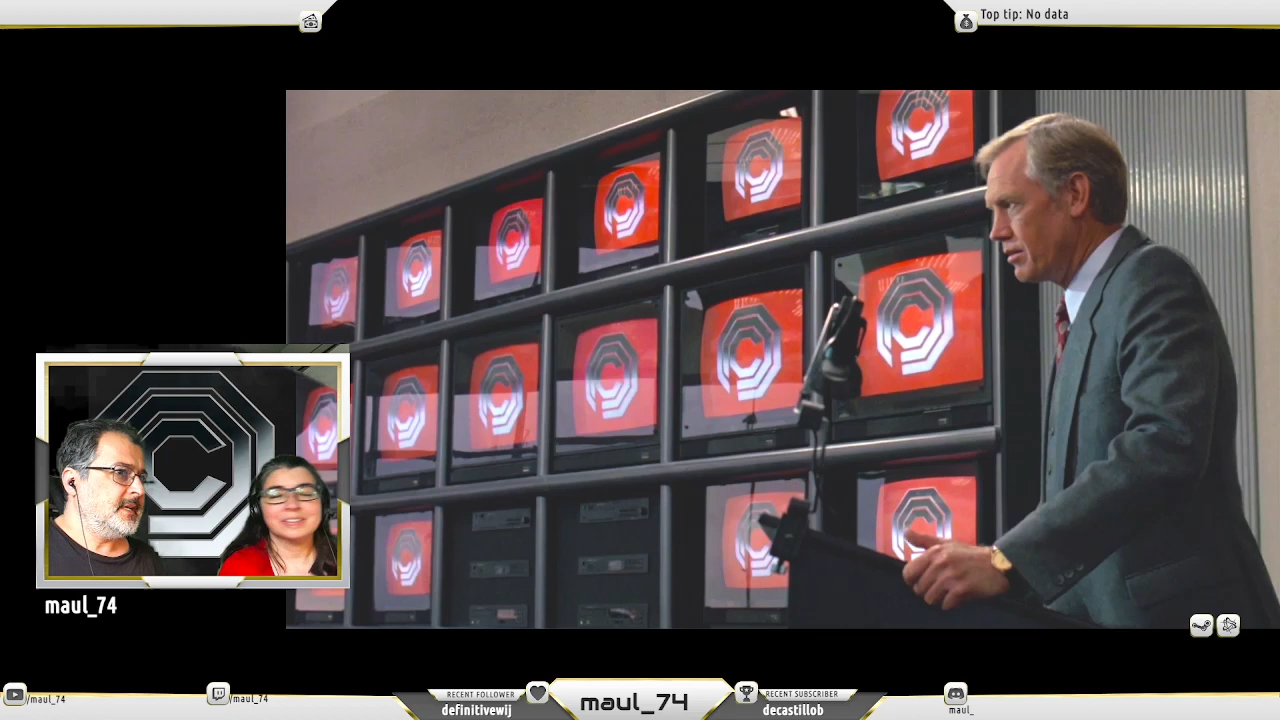 Top tip: No data
maul_74
/maul_74
/maul_74
RECENT FOLLOWER
definitivewij
maul_74
RECENT SUBSCRIBER
decastillob
maul_